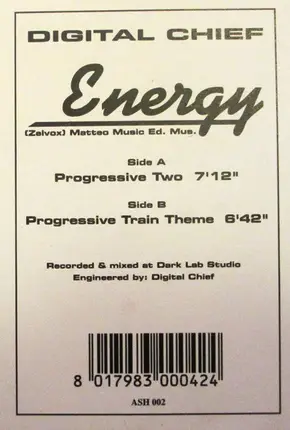 DIGITAL CHIEF
Energy
(Zelvox) Matteo Music Ed. Mus.
Side A
Progressive Two 7'12"
Side B
Progressive Train Theme 6'42"
Recorded & mixed at Dark Lab Studio
Engineered by: Digital Chief
8 017983 000424
ASH 002